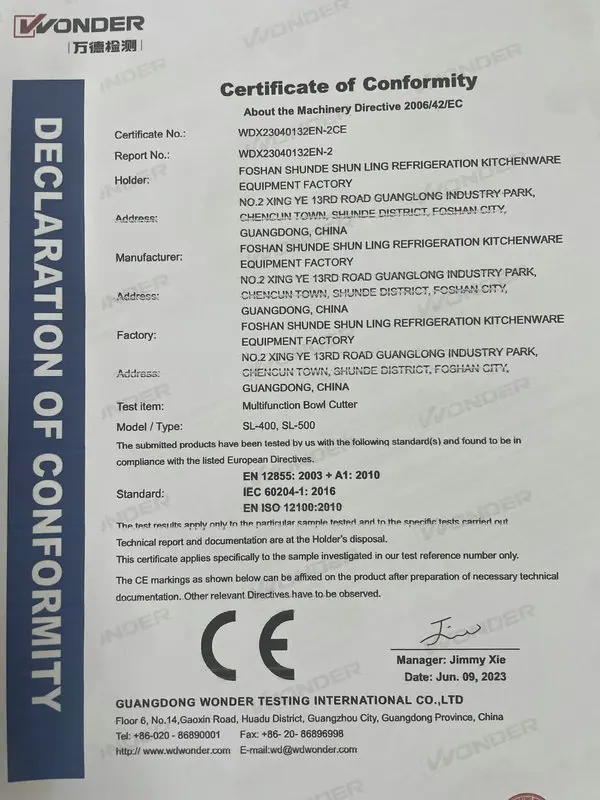 WONDER
万德检测
DECLARATION OF CONFORMITY
Certificate of Conformity
About the Machinery Directive 2006/42/EC
Certificate No.: WDX23040132EN-2CE
Report No.: WDX23040132EN-2
Holder: FOSHAN SHUNDE SHUN LING REFRIGERATION KITCHENWARE
EQUIPMENT FACTORY
NO.2 XING YE 13RD ROAD GUANGLONG INDUSTRY PARK,
Address: CHENCUN TOWN, SHUNDE DISTRICT, FOSHAN CITY,
GUANGDONG, CHINA
Manufacturer: FOSHAN SHUNDE SHUN LING REFRIGERATION KITCHENWARE
EQUIPMENT FACTORY
NO.2 XING YE 13RD ROAD GUANGLONG INDUSTRY PARK,
Address: CHENCUN TOWN, SHUNDE DISTRICT, FOSHAN CITY,
GUANGDONG, CHINA
Factory: FOSHAN SHUNDE SHUN LING REFRIGERATION KITCHENWARE
EQUIPMENT FACTORY
NO.2 XING YE 13RD ROAD GUANGLONG INDUSTRY PARK,
Address: CHENCUN TOWN, SHUNDE DISTRICT, FOSHAN CITY,
GUANGDONG, CHINA
Test item: Multifunction Bowl Cutter
Model / Type: SL-400, SL-500
The submitted products have been tested by us with the following standard(s) and found to be in
compliance with the listed European Directives.
EN 12855: 2003 + A1: 2010
Standard: IEC 60204-1: 2016
EN ISO 12100:2010
The test results apply only to the particular sample tested and to the specific tests carried out
Technical report and documentation are at the Holder's disposal.
This certificate applies specifically to the sample investigated in our test reference number only.
The CE markings as shown below can be affixed on the product after preparation of necessary technical
documentation. Other relevant Directives have to be observed.
CE
Manager: Jimmy Xie
Date: Jun. 09, 2023
GUANGDONG WONDER TESTING INTERNATIONAL CO.,LTD
Floor 6, No.14,Gaoxin Road, Huadu District, Guangzhou City, Guangdong Province, China
Tel: +86-020 - 86890001 Fax: +86- 20- 86896998
http:// www.wdwonder.com E-mail:wd@wdwonder.com